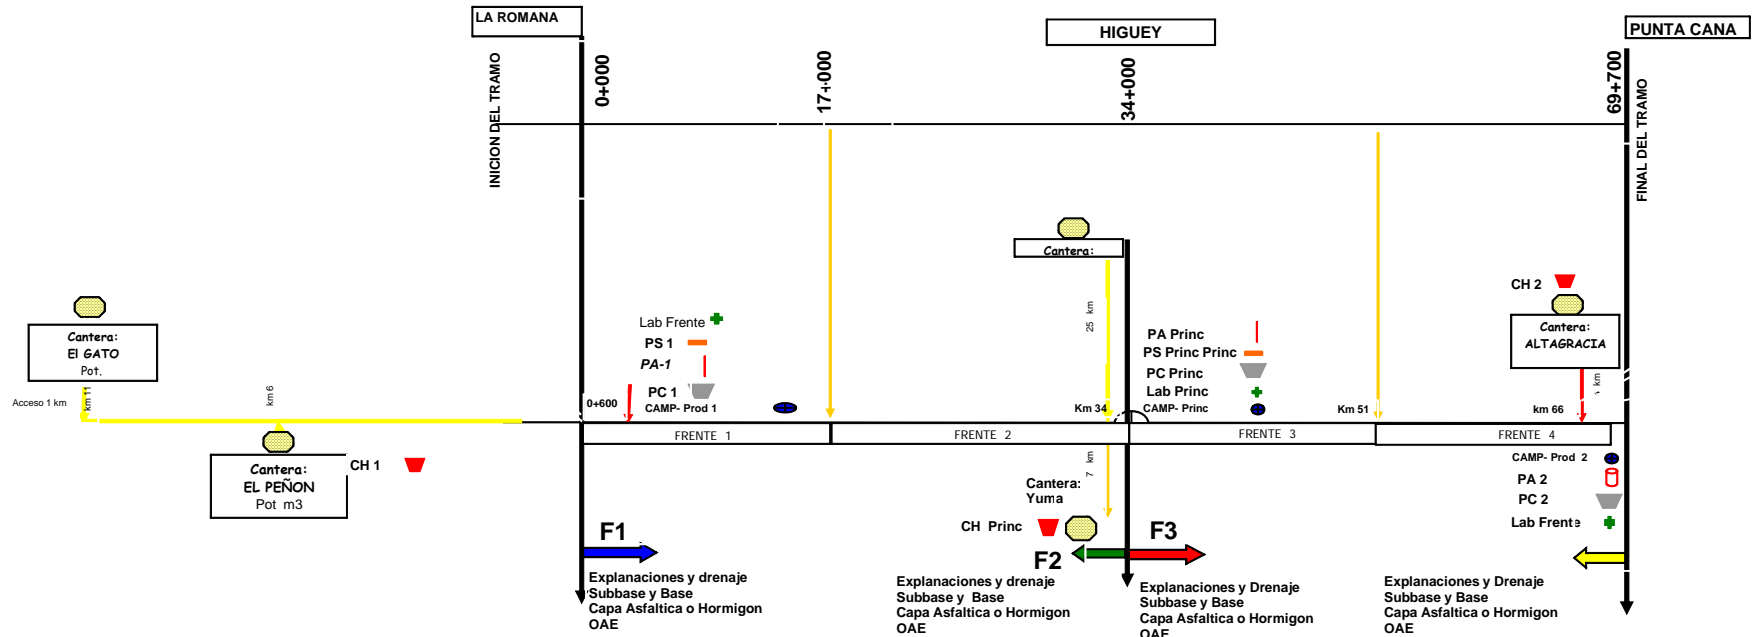 LA ROMANA
HIGUEY
PUNTA CANA
INICION DEL TRAMO
0+000
17+000
34+000
69+700
FINAL DEL TRAMO
Cantera:
25 km
CH 2
Cantera:
ALTAGRACIA
km
Cantera:
El GATO
Pot.
Acceso 1 km
km 11
km 6
Lab Frente
PS 1
PA-1
PC 1
CAMP- Prod 1
0+600
PA Princ
PS Princ Princ
PC Princ
Lab Princ
CAMP- Princ
Km 34
Km 51
km 66
FRENTE 1
FRENTE 2
FRENTE 3
FRENTE 4
Cantera:
EL PEÑON
Pot m3
CH 1
7 km
Cantera:
Yuma
CH Princ
CAMP- Prod 2
PA 2
PC 2
Lab Frente
F1
F2
F3
Explanaciones y drenaje
Subbase y Base
Capa Asfaltica o Hormigon
OAE
Explanaciones y drenaje
Subbase y Base
Capa Asfaltica o Hormigon
OAE
Explanaciones y Drenaje
Subbase y Base
Capa Asfaltica o Hormigon
OAE
Explanaciones y Drenaje
Subbase y Base
Capa Asfaltica o Hormigon
OAE